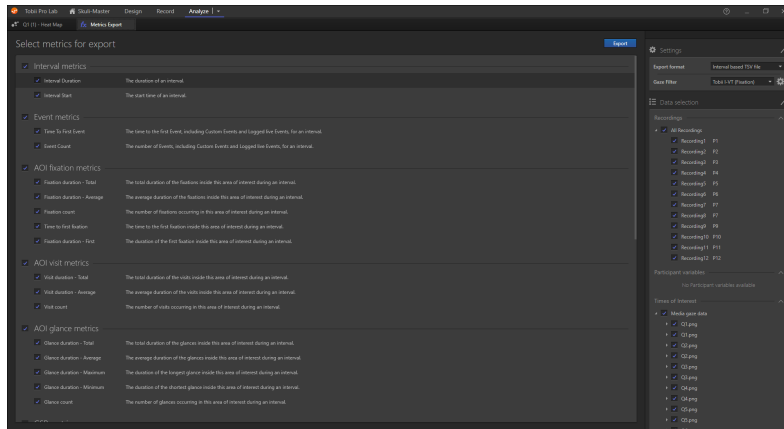 Tobii Pro Lab Skuli-Master Design Record Analyze
Q1 (1) - Heat Map Metrics Export
Select metrics for export
Export
Interval metrics
Interval Duration The duration of an interval.
Interval Start The start time of an interval.
Event metrics
Time To First Event The time to the first Event, including Custom Events and Logged live Events, for an interval.
Event Count The number of Events, including Custom Events and Logged live Events, for an interval.
AOI fixation metrics
Fixation duration - Total The total duration of the fixations inside this area of interest during an interval.
Fixation duration - Average The average duration of the fixations inside this area of interest during an interval.
Fixation count The number of fixations occurring in this area of interest during an interval.
Time to first fixation The time to the first fixation inside this area of interest during an interval.
Fixation duration - First The duration of the first fixation inside this area of interest during an interval.
AOI visit metrics
Visit duration - Total The total duration of the visits inside this area of interest during an interval.
Visit duration - Average The average duration of the visits inside this area of interest during an interval.
Visit count The number of visits occurring in this area of interest during an interval.
AOI glance metrics
Glance duration - Total The total duration of the glances inside this area of interest during an interval.
Glance duration - Average The average duration of the glances inside this area of interest during an interval.
Glance duration - Maximum The duration of the longest glance inside this area of interest during an interval.
Glance duration - Minimum The duration of the shortest glance inside this area of interest during an interval.
Glance count The number of glances occurring in this area of interest during an interval.
Settings
Export format Interval based TSV file
Gaze Filter Tobii I-VT (Fixation)
Data selection
Recordings
All Recordings
Recording1 P1
Recording2 P2
Recording3 P3
Recording4 P4
Recording5 P5
Recording6 P6
Recording7 P7
Recording8 P7
Recording9 P9
Recording10 P10
Recording11 P11
Recording12 P12
Participant variables
No Participant variables available
Times of Interest
Media gaze data
Q1.png
Q1.png
Q2.png
Q2.png
Q3.png
Q3.png
Q4.png
Q4.png
Q5.png
Q5.png